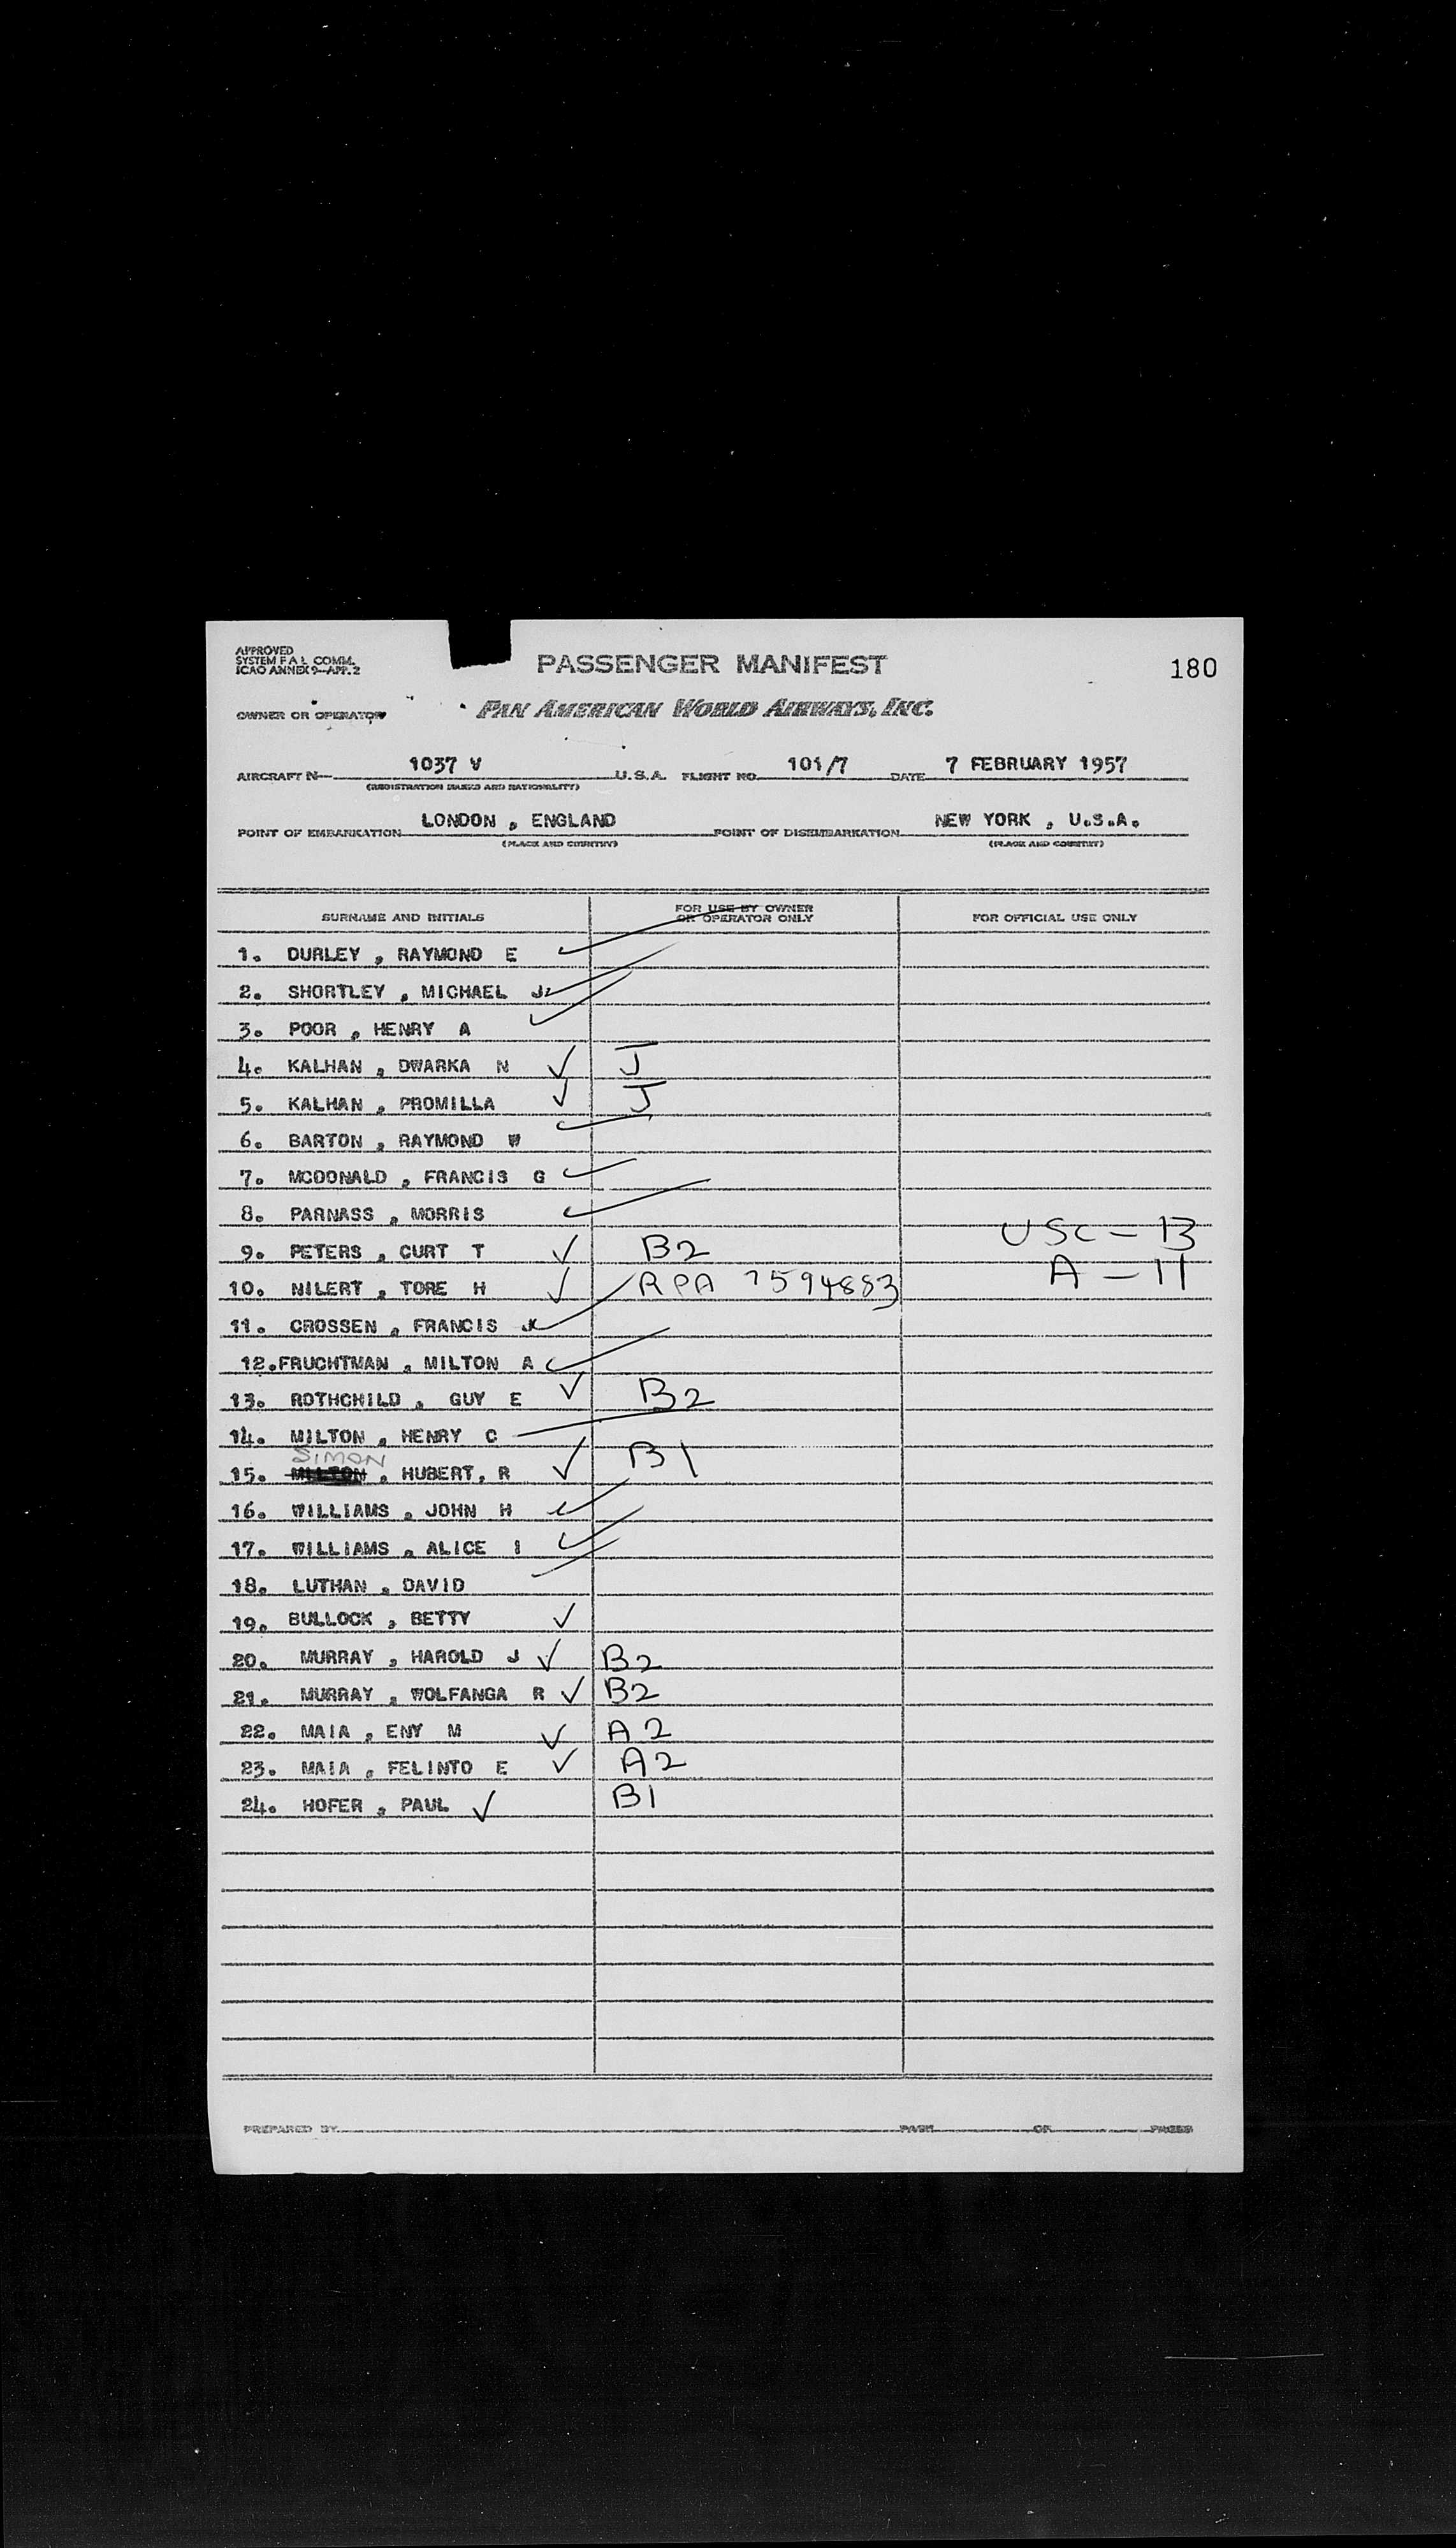 APPROVED
SYSTEM F A L COMM.
ICAO ANNEX 9—APP. 2
PASSENGER MANIFEST
180
OWNER OR OPERATOR
PAN AMERICAN WORLD AIRWAYS, INC.
AIRCRAFT N— 1037 V U.S.A. FLIGHT NO. 101/7 DATE 7 FEBRUARY 1957
(REGISTRATION MARKS AND NATIONALITY)
POINT OF EMBARKATION LONDON , ENGLAND POINT OF DISEMBARKATION NEW YORK , U.S.A.
(PLACE AND COUNTRY) (PLACE AND COUNTRY)
SURNAME AND INITIALS FOR USE BY OWNER OR OPERATOR ONLY FOR OFFICIAL USE ONLY
1. DURLEY , RAYMOND E ✓
2. SHORTLEY , MICHAEL J ✓
3. POOR , HENRY A ✓
4. KALHAN , DWARKA N ✓ J
5. KALHAN , PROMILLA ✓ J
6. BARTON , RAYMOND W ✓
7. MCDONALD , FRANCIS G ✓
8. PARNASS , MORRIS ✓
9. PETERS , CURT T ✓ B2 USC - 13
10. NILERT , TORE H ✓ RPA 7594883 A - 11
11. CROSSEN , FRANCIS ✓
12. FRUCHTMAN , MILTON A ✓
13. ROTHCHILD , GUY E ✓ B2
14. MILTON , HENRY C
SIMON
15. MILTON , HUBERT, R ✓ B1
16. WILLIAMS , JOHN H ✓
17. WILLIAMS , ALICE I ✓
18. LUTHAN , DAVID ✓
19. BULLOCK , BETTY ✓
20. MURRAY , HAROLD J ✓ B2
21. MURRAY , WOLFANGA R ✓ B2
22. MAIA , ENY M ✓ A2
23. MAIA , FELINTO E ✓ A2
24. HOFER , PAUL ✓ B1
PREPARED BY PAGE OF PAGES